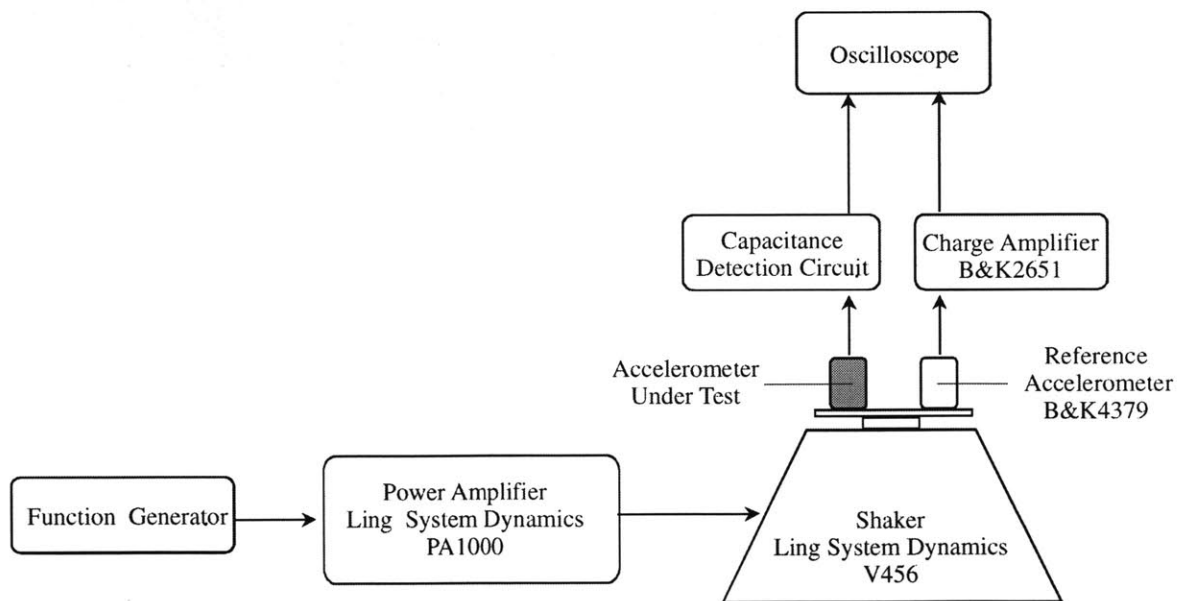 Oscilloscope
Capacitance
Detection Circuit
Charge Amplifier
B&K2651
Accelerometer
Under Test
Reference
Accelerometer
B&K4379
Function Generator
Power Amplifier
Ling System Dynamics
PA1000
Shaker
Ling System Dynamics
V456